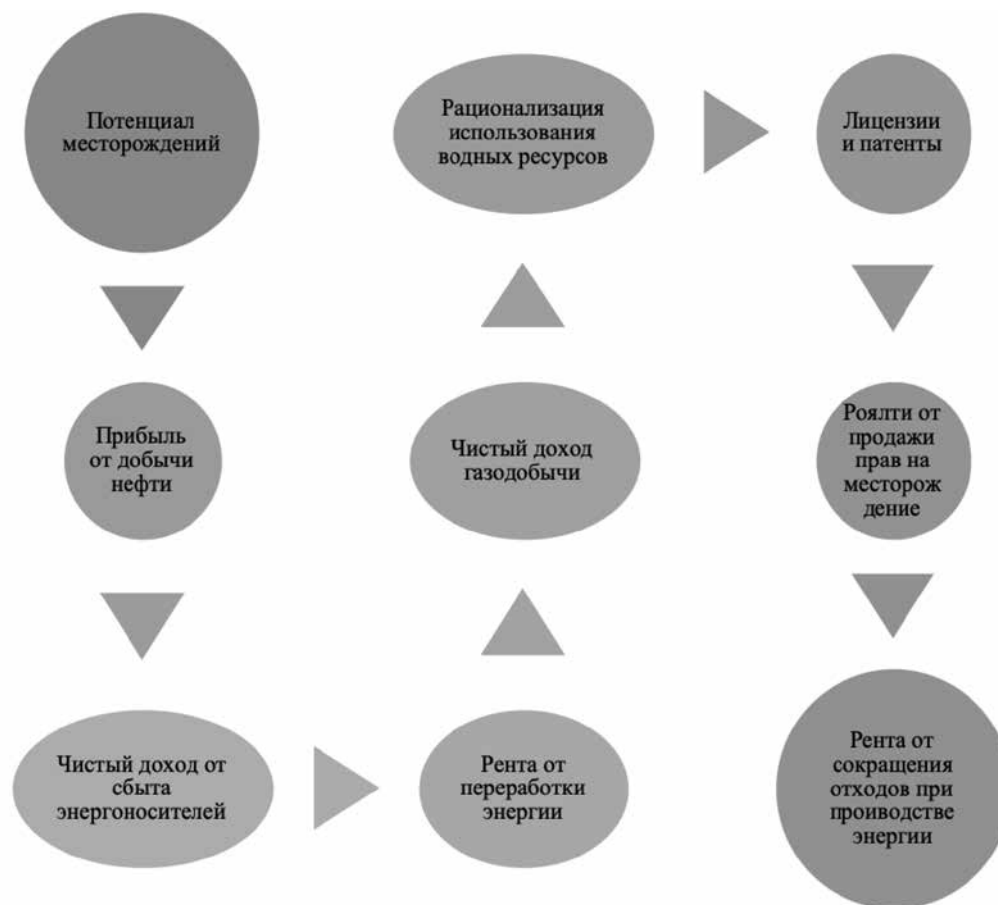 Потенциал
месторождений
Прибыль
от добычи
нефти
Чистый доход от
сбыта
энергоносителей
Рента от
переработки
энергии
Чистый доход
газодобычи
Рационализация
использования
водных ресурсов
Лицензии
и патенты
Роялти от
продажи
прав на
месторож
дение
Рента от
сокращения
отходов при
проиводстве
энергии